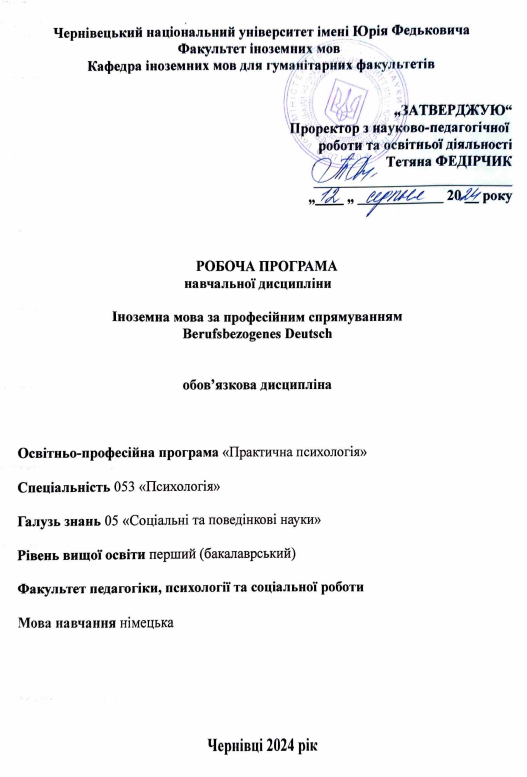 Чернівецький національний університет імені Юрія Федьковича
Факультет іноземних мов
Кафедра іноземних мов для гуманітарних факультетів
„ЗАТВЕРДЖУЮ“
Проректор з науково-педагогічної
роботи та освітньої діяльності
Тетяна ФЕДІРЧИК
„ 12 „ серпня 2024 року
РОБОЧА ПРОГРАМА
навчальної дисципліни
Іноземна мова за професійним спрямуванням
Berufsbezogenes Deutsch
обов’язкова дисципліна
Освітньо-професійна програма «Практична психологія»
Спеціальність 053 «Психологія»
Галузь знань 05 «Соціальні та поведінкові науки»
Рівень вищої освіти перший (бакалаврський)
Факультет педагогіки, психології та соціальної роботи
Мова навчання німецька
Чернівці 2024 рік